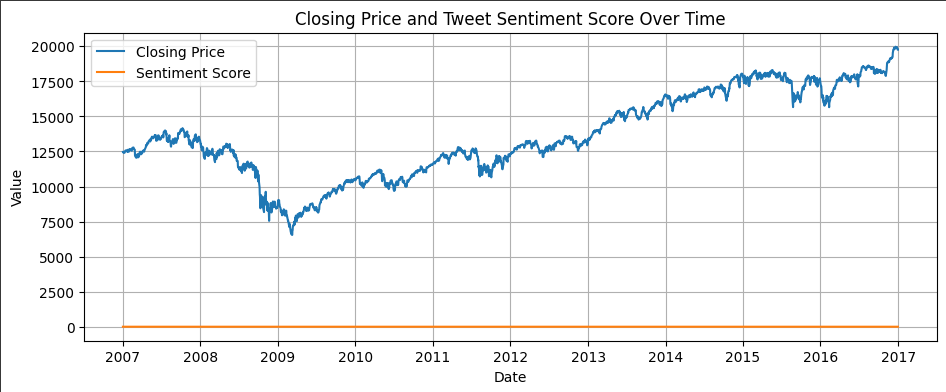 Closing Price and Tweet Sentiment Score Over Time
Closing Price
Sentiment Score
Value
20000
17500
15000
12500
10000
7500
5000
2500
0
2007 2008 2009 2010 2011 2012 2013 2014 2015 2016 2017
Date